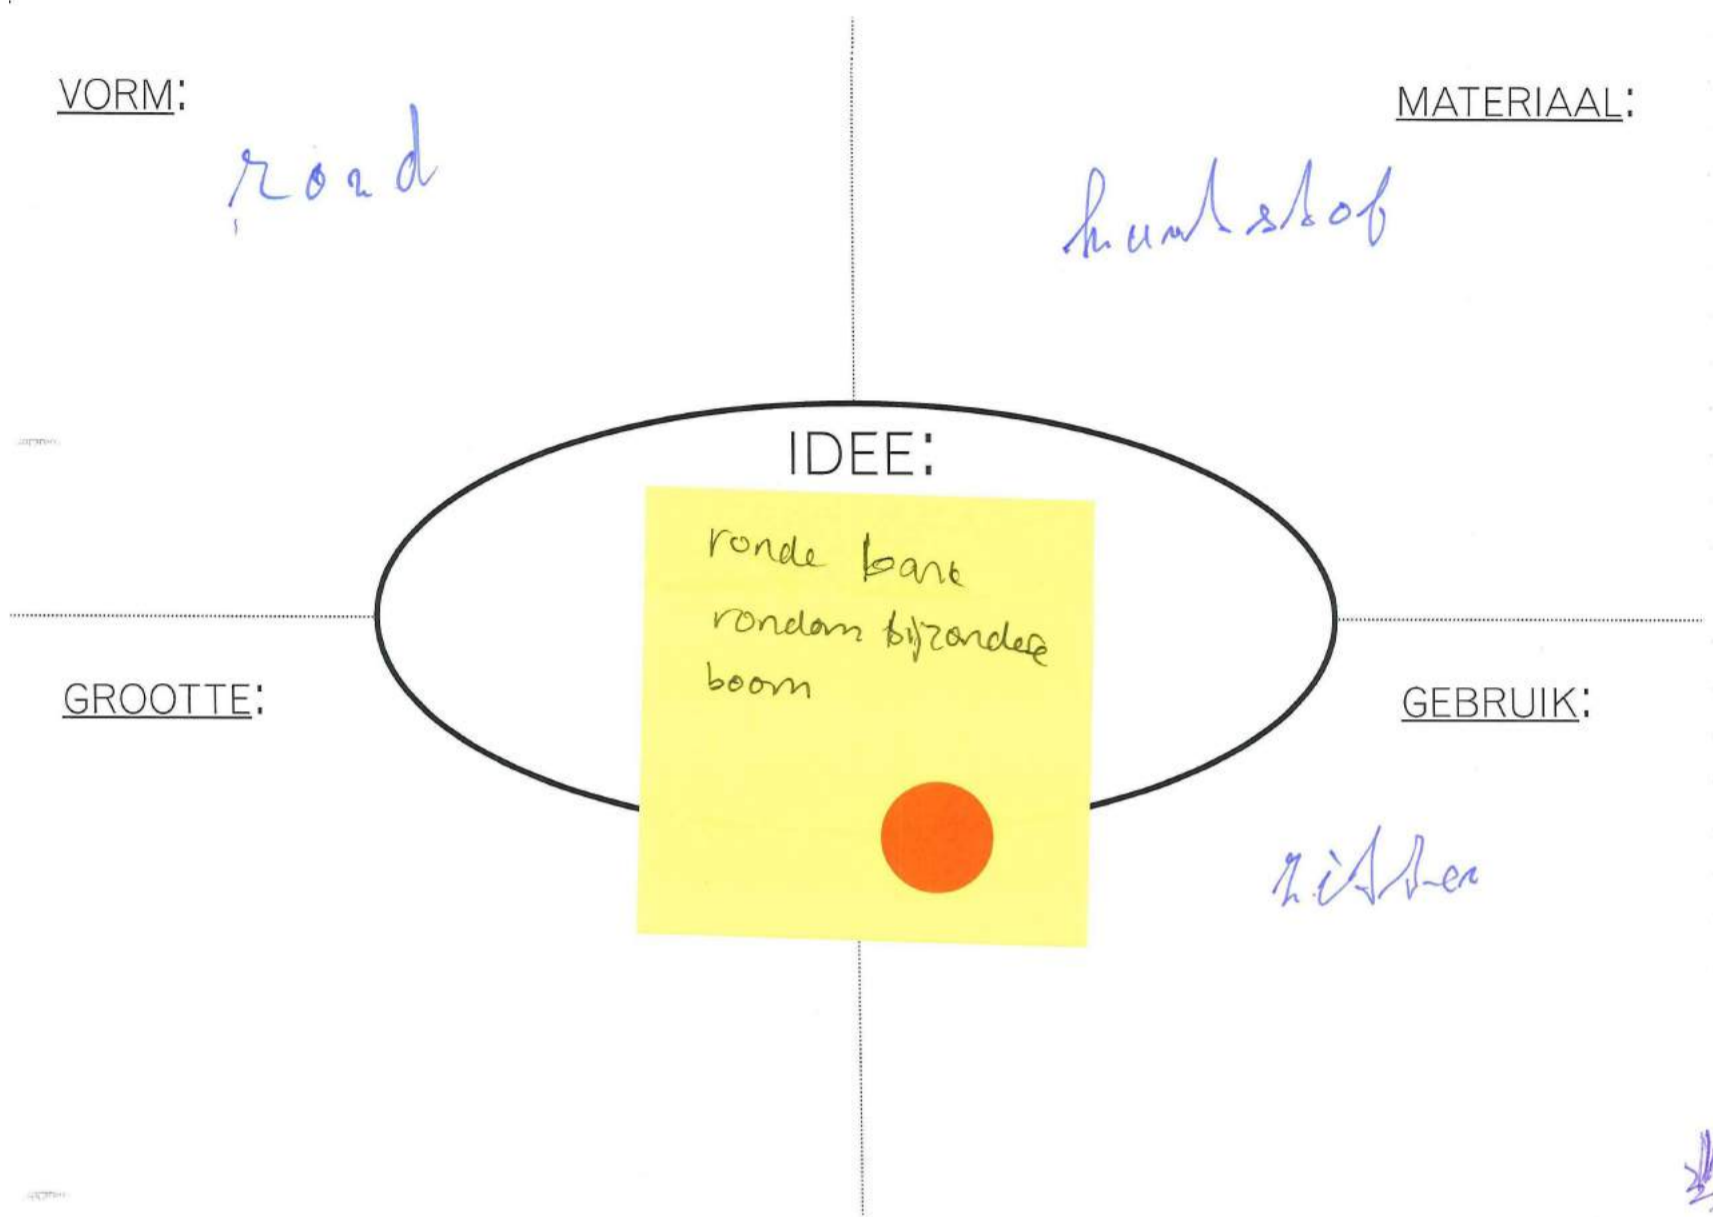 VORM:
rond
MATERIAAL:
kunststof
IDEE:
ronde bank
rondom bijzondere
boom
GROOTTE:
GEBRUIK:
zitten